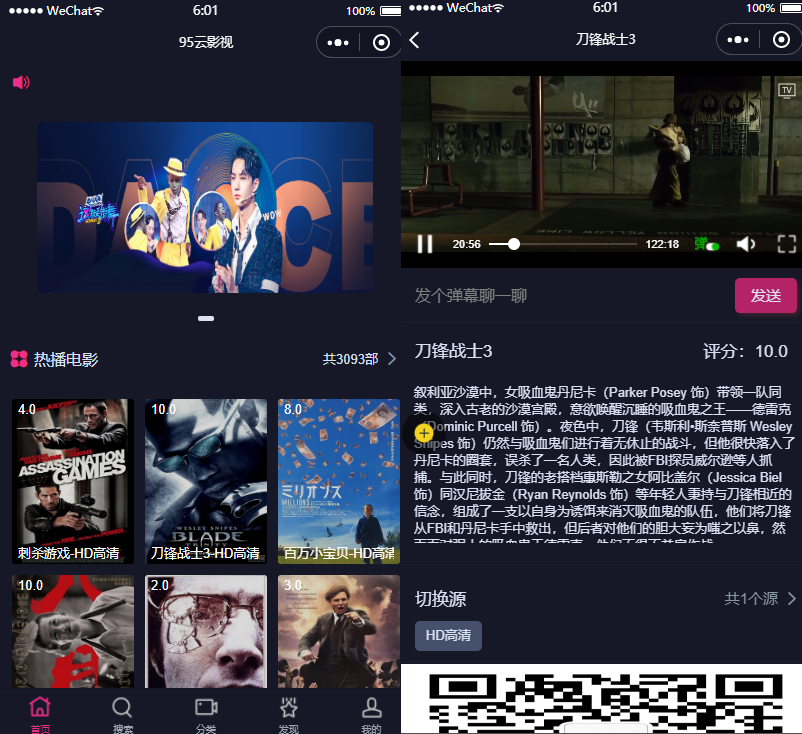 WeChat
6:01
100%
95云影视
DANCE
WOW
热播电影
共3093部
4.0
ASSASSINATION
GAMES
刺杀游戏-HD高清
10.0
WESLEY SNIPES
BLADE
TRINITY
刀锋战士3-HD高清
8.0
ミリオンズ
MILLIONS
百万小宝贝-HD高清
10.0
2.0
3.0
首页
搜索
分类
发现
我的
WeChat
6:01
100%
刀锋战士3
TV
20:56
122:18
弹
发个弹幕聊一聊
发送
刀锋战士3
评分：10.0
叙利亚沙漠中，女吸血鬼丹尼卡（Parker Posey 饰）带领一队同
类，深入古老的沙漠宫殿，意欲唤醒沉睡的吸血鬼之王——德雷克
（Dominic Purcell 饰）。夜色中，刀锋（韦斯利·斯奈普斯 Wesley
Snipes 饰）仍然与吸血鬼们进行着无休止的战斗，但他很快落入了
丹尼卡的圈套，误杀了一名人类，因此被FBI探员威尔逊等人抓
捕。与此同时，刀锋的老搭档惠斯勒之女阿比盖尔（Jessica Biel
饰）同汉尼拔金（Ryan Reynolds 饰）等年轻人秉持与刀锋相近的
信念，组成了一支以自身为诱饵来消灭吸血鬼的队伍，他们将刀锋
从FBI和丹尼卡手中救出，但后者对他们的胆大妄为嗤之以鼻，然
切换源
共1个源
HD高清